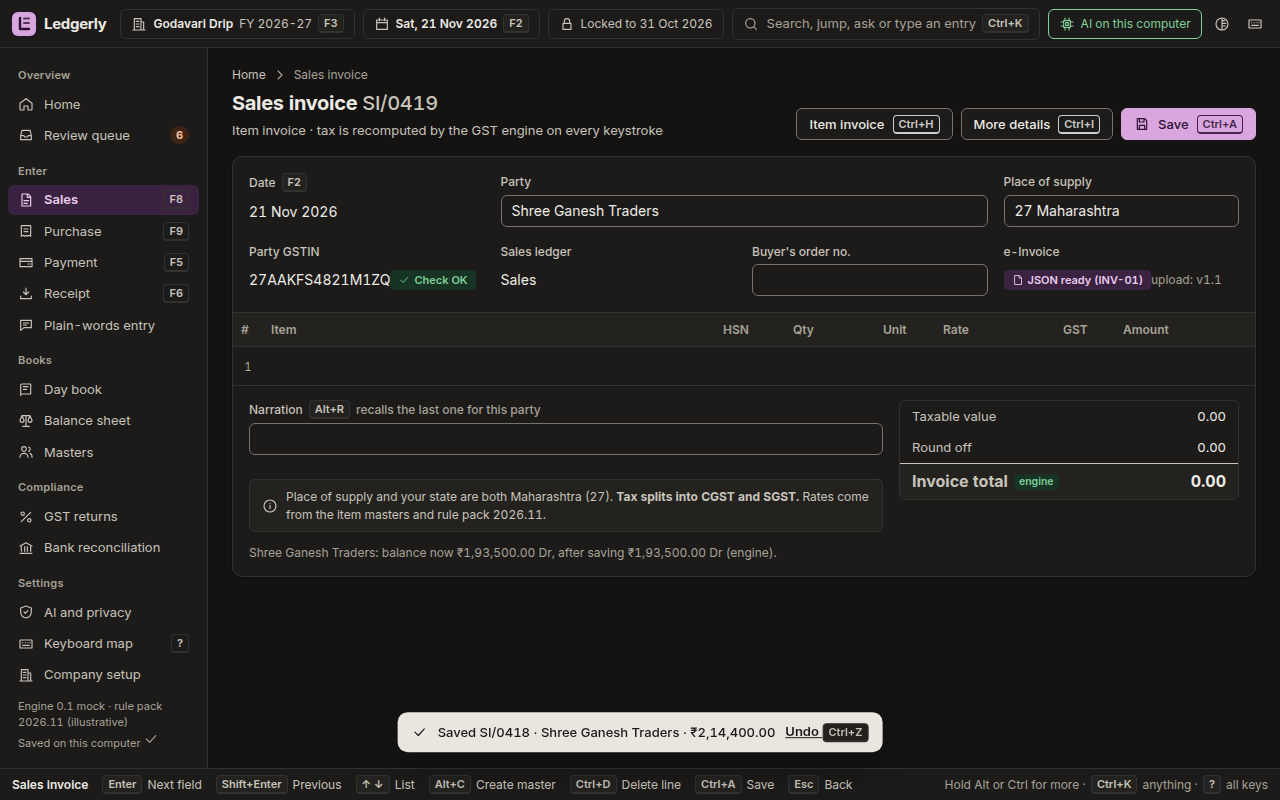 Ledgerly
Godavari Drip FY 2026-27 F3
Sat, 21 Nov 2026 F2
Locked to 31 Oct 2026
Search, jump, ask or type an entry Ctrl+K
AI on this computer
Overview
Home
Review queue 6
Enter
Sales F8
Purchase F9
Payment F5
Receipt F6
Plain-words entry
Books
Day book
Balance sheet
Masters
Compliance
GST returns
Bank reconciliation
Settings
AI and privacy
Keyboard map ?
Company setup
Engine 0.1 mock · rule pack
2026.11 (illustrative)
Saved on this computer
Home > Sales invoice
Sales invoice SI/0419
Item invoice · tax is recomputed by the GST engine on every keystroke
Item invoice Ctrl+H
More details Ctrl+I
Save Ctrl+A
Date F2 Party Place of supply
21 Nov 2026 Shree Ganesh Traders 27 Maharashtra
Party GSTIN Sales ledger Buyer's order no. e-Invoice
27AAKFS4821M1ZQ Check OK Sales JSON ready (INV-01) upload: v1.1
# Item HSN Qty Unit Rate GST Amount
1
Narration Alt+R recalls the last one for this party
Taxable value 0.00
Round off 0.00
Invoice total engine 0.00
Place of supply and your state are both Maharashtra (27). Tax splits into CGST and SGST. Rates come
from the item masters and rule pack 2026.11.
Shree Ganesh Traders: balance now ₹1,93,500.00 Dr, after saving ₹1,93,500.00 Dr (engine).
Saved SI/0418 · Shree Ganesh Traders · ₹2,14,400.00 Undo Ctrl+Z
Sales invoice Enter Next field Shift+Enter Previous ↑↓ List Alt+C Create master Ctrl+D Delete line Ctrl+A Save Esc Back Hold Alt or Ctrl for more · Ctrl+K anything · ? all keys